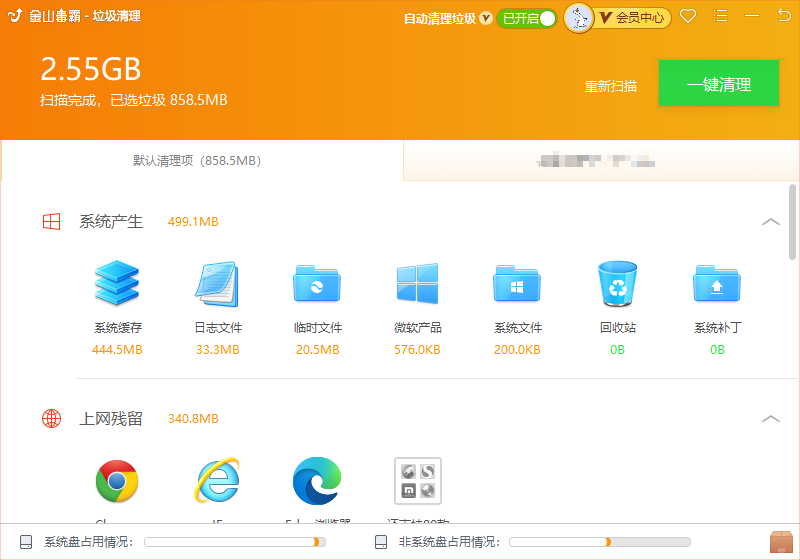 金山毒霸 - 垃圾清理
自动清理垃圾
已开启
会员中心
2.55GB
扫描完成，已选垃圾 858.5MB
重新扫描
一键清理
默认清理项（858.5MB）
系统产生 499.1MB
系统缓存 日志文件 临时文件 微软产品 系统文件 回收站 系统补丁
444.5MB 33.3MB 20.5MB 576.0KB 200.0KB 0B 0B
上网残留 340.8MB
系统盘占用情况： 非系统盘占用情况：